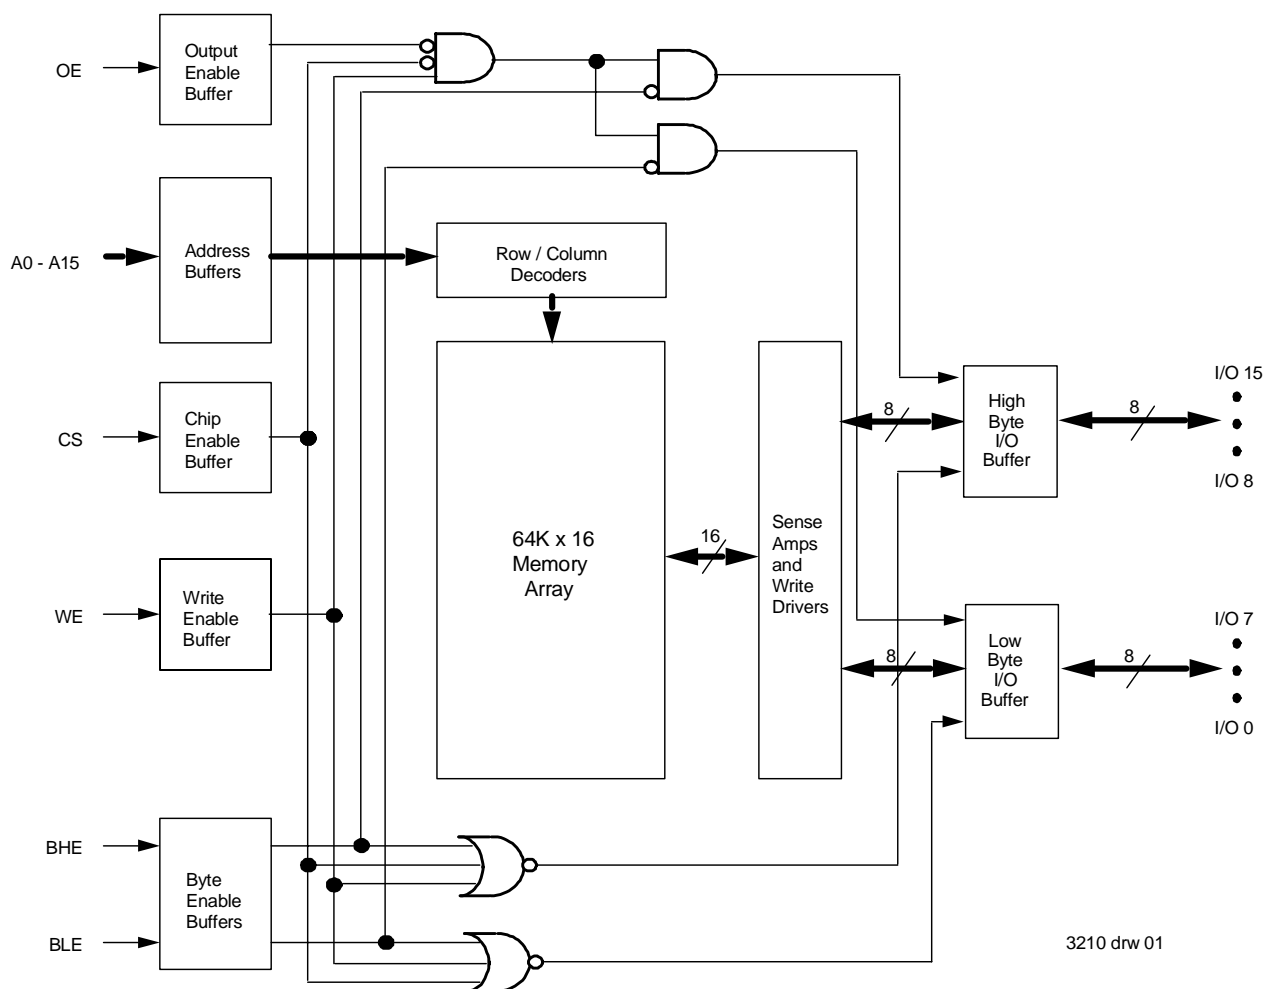 Output
Enable
Buffer
OE
Address
Buffers
A0 - A15
Row / Column
Decoders
Chip
Enable
Buffer
CS
High
Byte
I/O
Buffer
8
8
I/O 15
I/O 8
64K x 16
Memory
Array
16
Sense
Amps
and
Write
Drivers
Write
Enable
Buffer
WE
Low
Byte
I/O
Buffer
8
8
I/O 7
I/O 0
Byte
Enable
Buffers
BHE
BLE
3210 drw 01